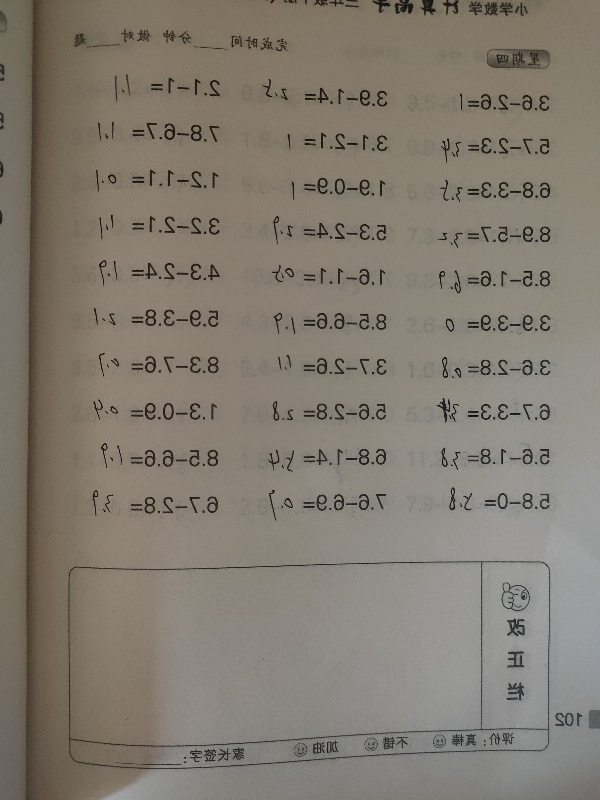 小学数学 计算高手
星期四
完成时间____分钟 做对____题
3.6-2.6=1 3.9-1.4=2.5 2.1-1=1.1
5.7-2.3=3.4 3.1-2.1=1 7.8-6.7=1.1
6.8-3.3=3.5 1.9-0.9=1 1.2-1.1=0.1
8.9-5.7=3.2 5.3-2.4=2.9 3.2-2.1=1.1
8.5-1.6=6.9 1.6-1.1=0.5 4.3-2.4=1.9
3.9-3.9=0 8.5-6.6=1.9 5.9-3.8=2.1
3.6-2.8=0.8 3.7-2.6=1.1 8.3-7.6=0.7
6.7-3.3=3.4 5.6-2.8=2.8 1.3-0.9=0.4
5.6-1.8=3.8 6.8-1.4=5.4 8.5-6.6=1.9
5.8-0=5.8 7.6-6.9=0.7 6.7-2.8=3.9
改正栏
评价：真棒 不错 加油 家长签字：
102